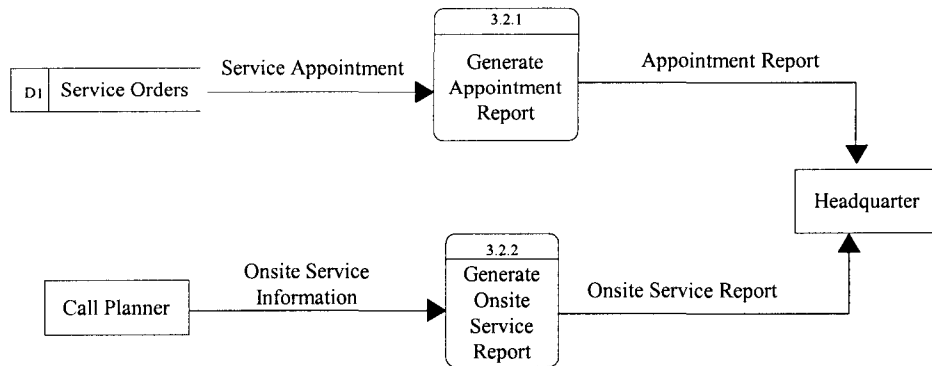 3.2.1
Generate
Appointment
Report
Service Appointment
Appointment Report
D1 Service Orders
Headquarter
3.2.2
Generate
Onsite
Service
Report
Onsite Service
Information
Call Planner
Onsite Service Report